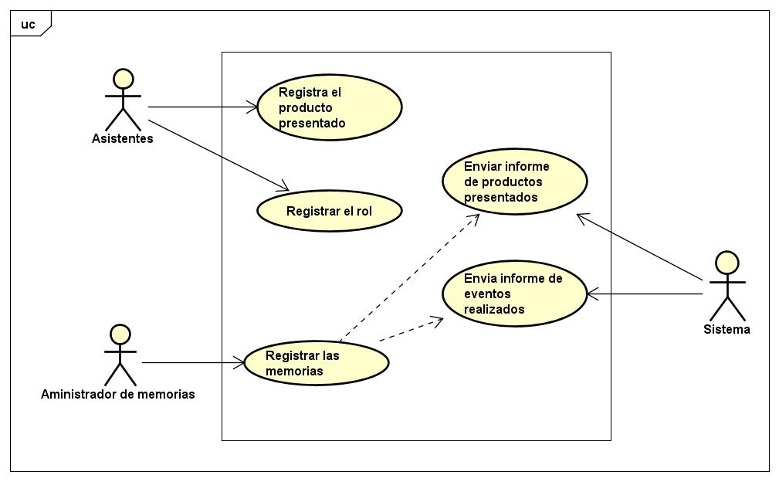 uc
Registra el
producto
presentado
Asistentes
Enviar informe
de productos
presentados
Registrar el rol
Envia informe de
eventos
realizados
Sistema
Registrar las
memorias
Aministrador de memorias